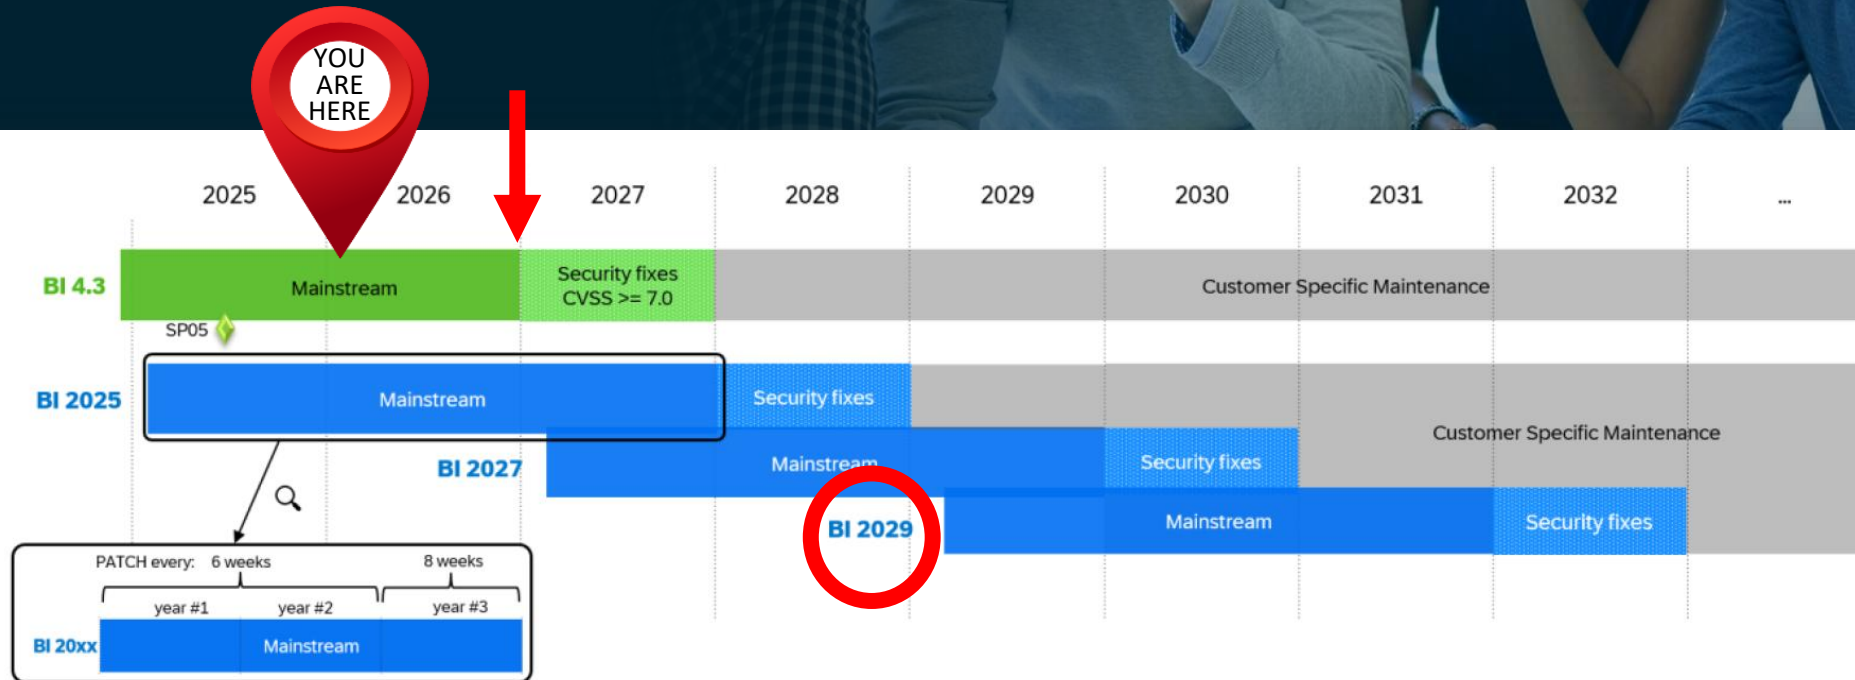 YOU
ARE
HERE
2025
2026
2027
2028
2029
2030
2031
2032
...
BI 4.3
Mainstream
Security fixes
CVSS >= 7.0
Customer Specific Maintenance
SP05
BI 2025
Mainstream
Security fixes
Customer Specific Maintenance
BI 2027
Mainstream
Security fixes
BI 2029
Mainstream
Security fixes
PATCH every: 6 weeks
8 weeks
year #1
year #2
year #3
BI 20xx
Mainstream